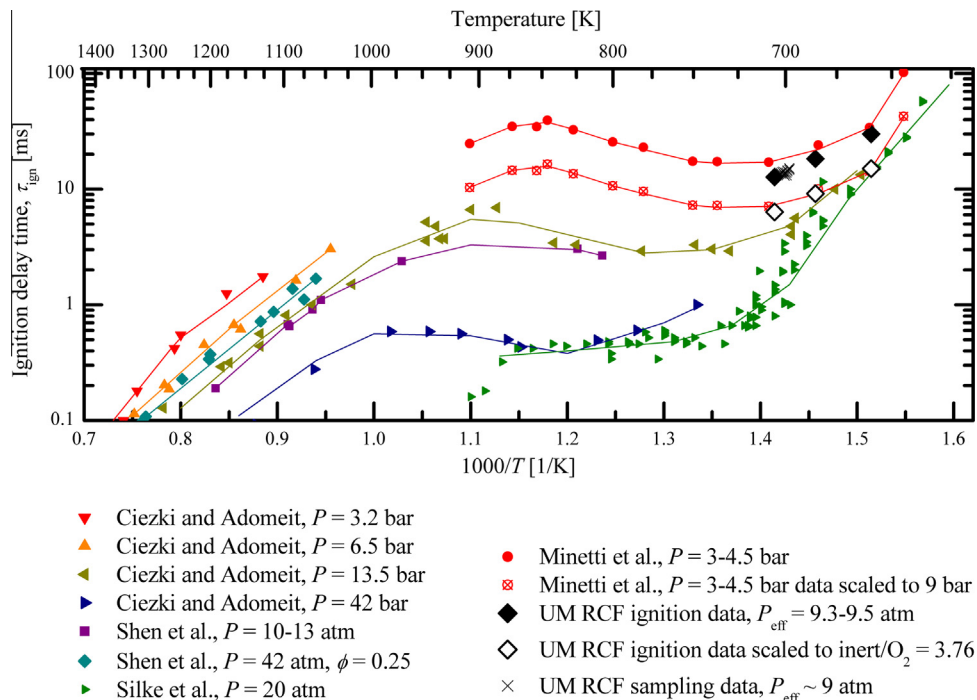 Temperature [K]
1400 1300 1200 1100 1000 900 800 700
100
10
1
0.1
Ignition delay time, τign [ms]
0.7 0.8 0.9 1.0 1.1 1.2 1.3 1.4 1.5 1.6
1000/T [1/K]
Ciezki and Adomeit, P = 3.2 bar
Ciezki and Adomeit, P = 6.5 bar
Ciezki and Adomeit, P = 13.5 bar
Ciezki and Adomeit, P = 42 bar
Shen et al., P = 10-13 atm
Shen et al., P = 42 atm, ϕ = 0.25
Silke et al., P = 20 atm
Minetti et al., P = 3-4.5 bar
Minetti et al., P = 3-4.5 bar data scaled to 9 bar
UM RCF ignition data, Peff = 9.3-9.5 atm
UM RCF ignition data scaled to inert/O2 = 3.76
UM RCF sampling data, Peff ~ 9 atm